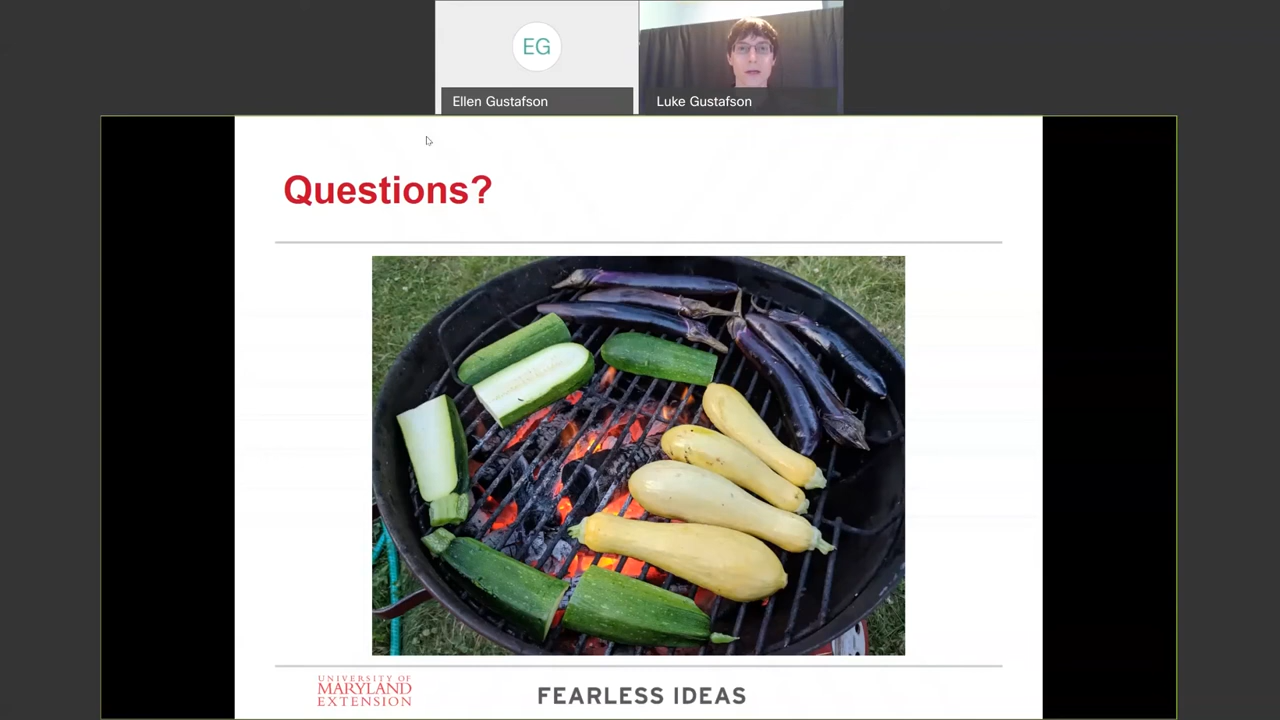 EG
Ellen Gustafson
Luke Gustafson
Questions?
UNIVERSITY OF
MARYLAND
EXTENSION
FEARLESS IDEAS